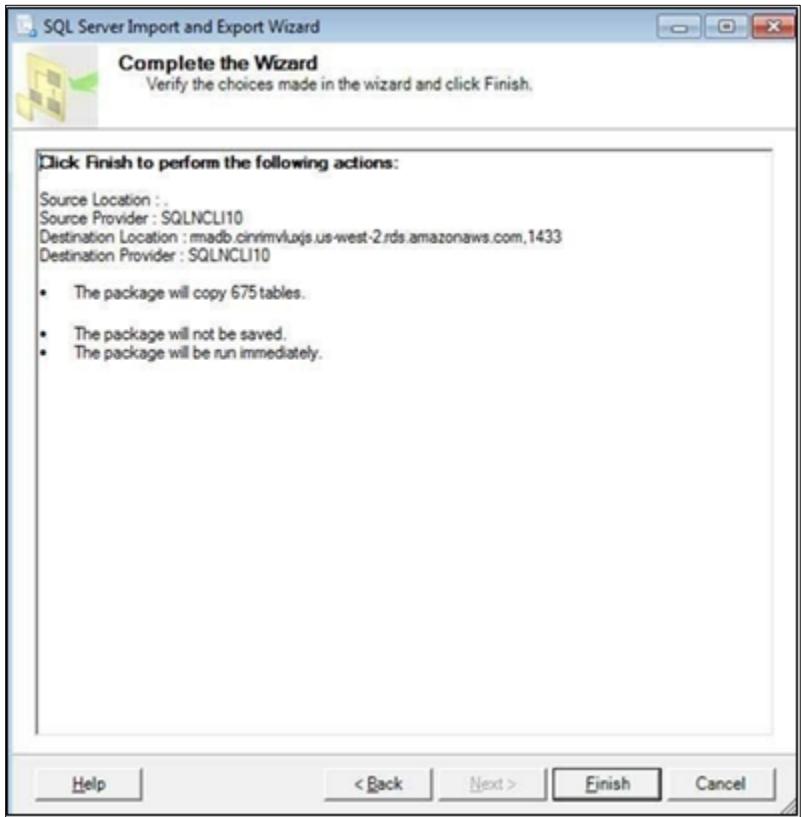 SQL Server Import and Export Wizard
Complete the Wizard
Verify the choices made in the wizard and click Finish.
Click Finish to perform the following actions:
Source Location : .
Source Provider : SQLNCLI10
Destination Location : rmadb.cinrimvluxjs.us-west-2.rds.amazonaws.com,1433
Destination Provider : SQLNCLI10
• The package will copy 675 tables.
• The package will not be saved.
• The package will be run immediately.
Help
< Back
Next >
Finish
Cancel